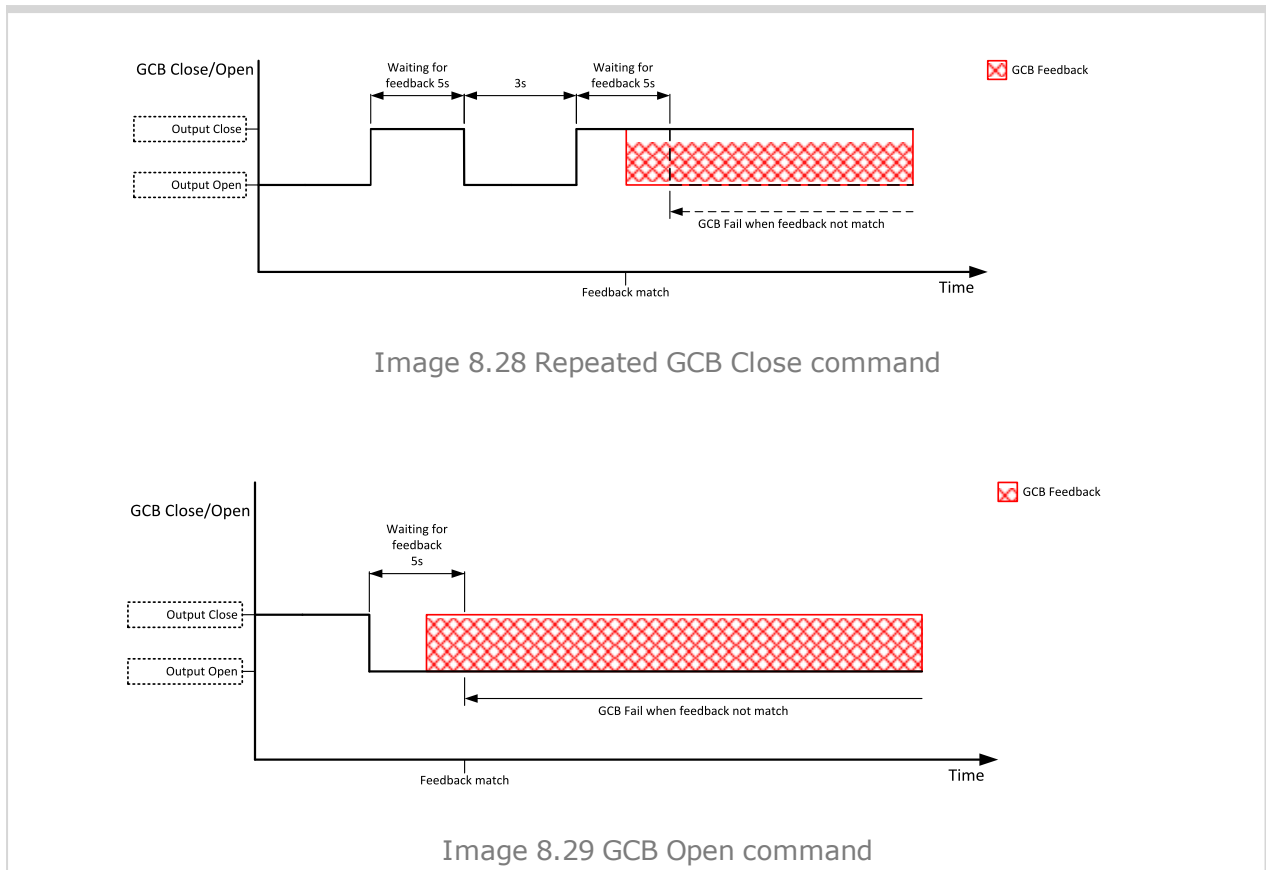 GCB Close/Open
Waiting for
feedback 5s
3s
Waiting for
feedback 5s
GCB Feedback
Output Close
Output Open
GCB Fail when feedback not match
Feedback match
Time
Image 8.28 Repeated GCB Close command
GCB Close/Open
Waiting for
feedback
5s
GCB Feedback
Output Close
Output Open
GCB Fail when feedback not match
Feedback match
Time
Image 8.29 GCB Open command